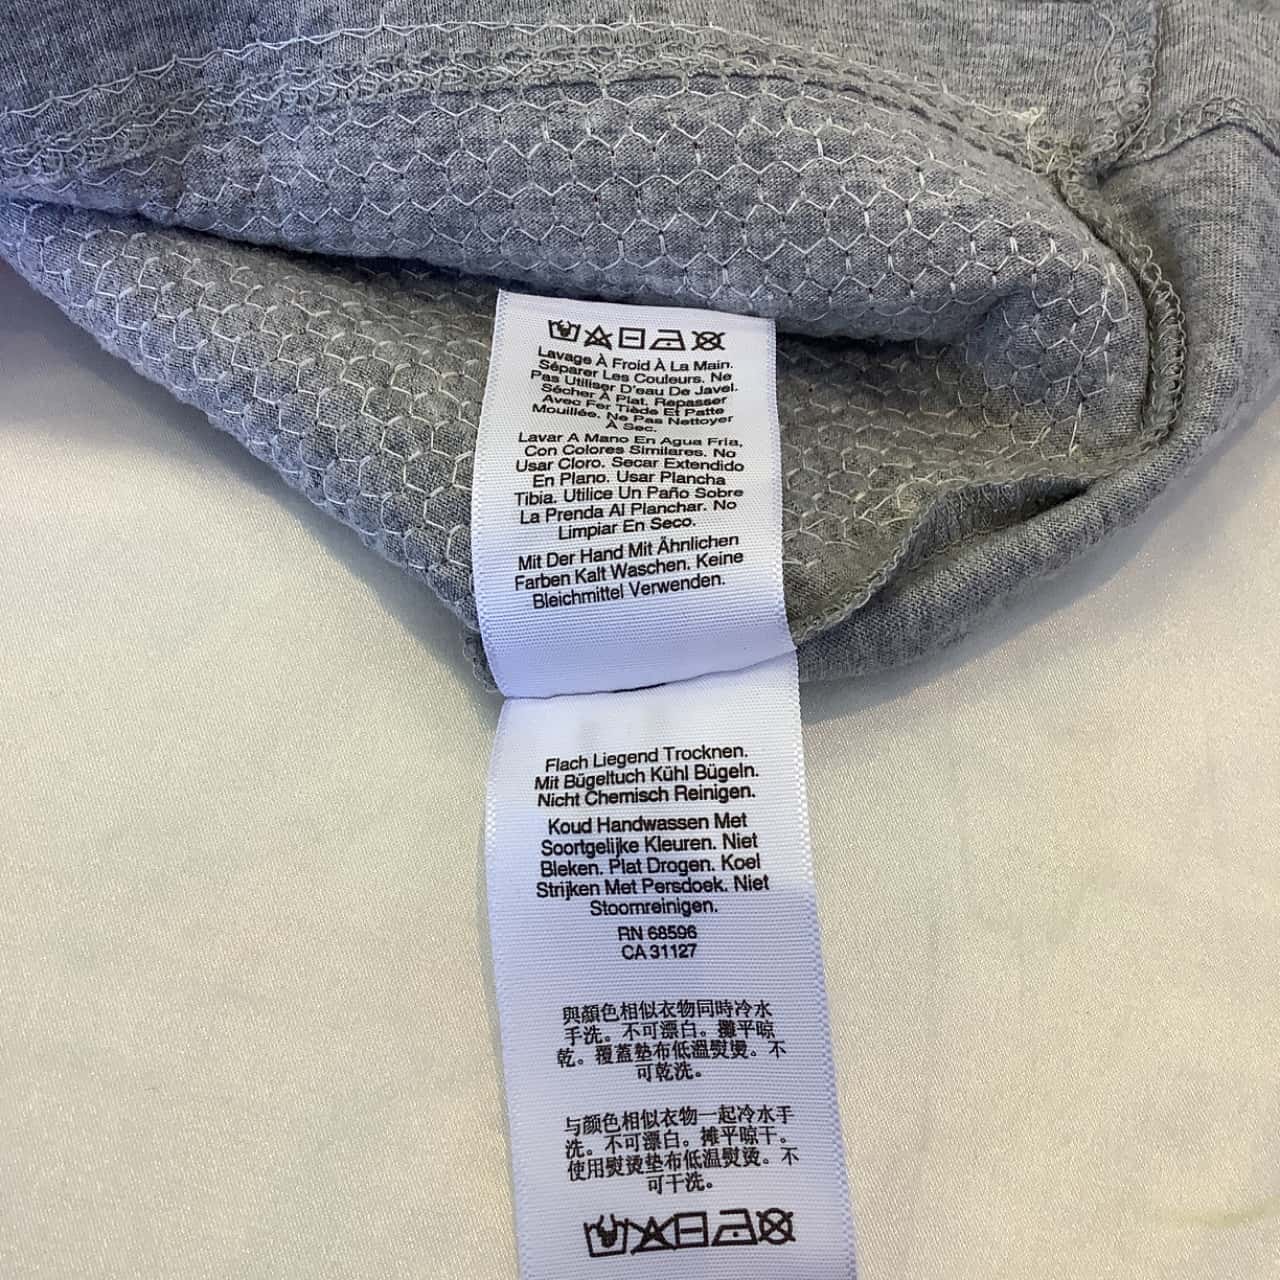 Lavage À Froid À La Main.
Séparer Les Couleurs. Ne
Pas Utiliser D'eau De Javel.
Sécher À Plat. Repasser
Avec Fer Tiède Et Patte
Mouillée. Ne Pas Nettoyer
À Sec.
Lavar A Mano En Agua Fria,
Con Colores Similares. No
Usar Cloro. Secar Extendido
En Plano. Usar Plancha
Tibia. Utilice Un Paño Sobre
La Prenda Al Planchar. No
Limpiar En Seco.
Mit Der Hand Mit Ähnlichen
Farben Kalt Waschen. Keine
Bleichmittel Verwenden.
Flach Liegend Trocknen.
Mit Bügeltuch Kühl Bügeln.
Nicht Chemisch Reinigen.
Koud Handwassen Met
Soortgelijke Kleuren. Niet
Bleken. Plat Drogen. Koel
Strijken Met Persdoek. Niet
Stoomreinigen.
RN 68596
CA 31127
與顏色相似衣物同時冷水
手洗。不可漂白。攤平晾
乾。覆蓋墊布低溫熨燙。不
可乾洗。
与颜色相似衣物一起冷水手
洗。不可漂白。摊平晾干。
使用熨烫垫布低温熨烫。不
可干洗。